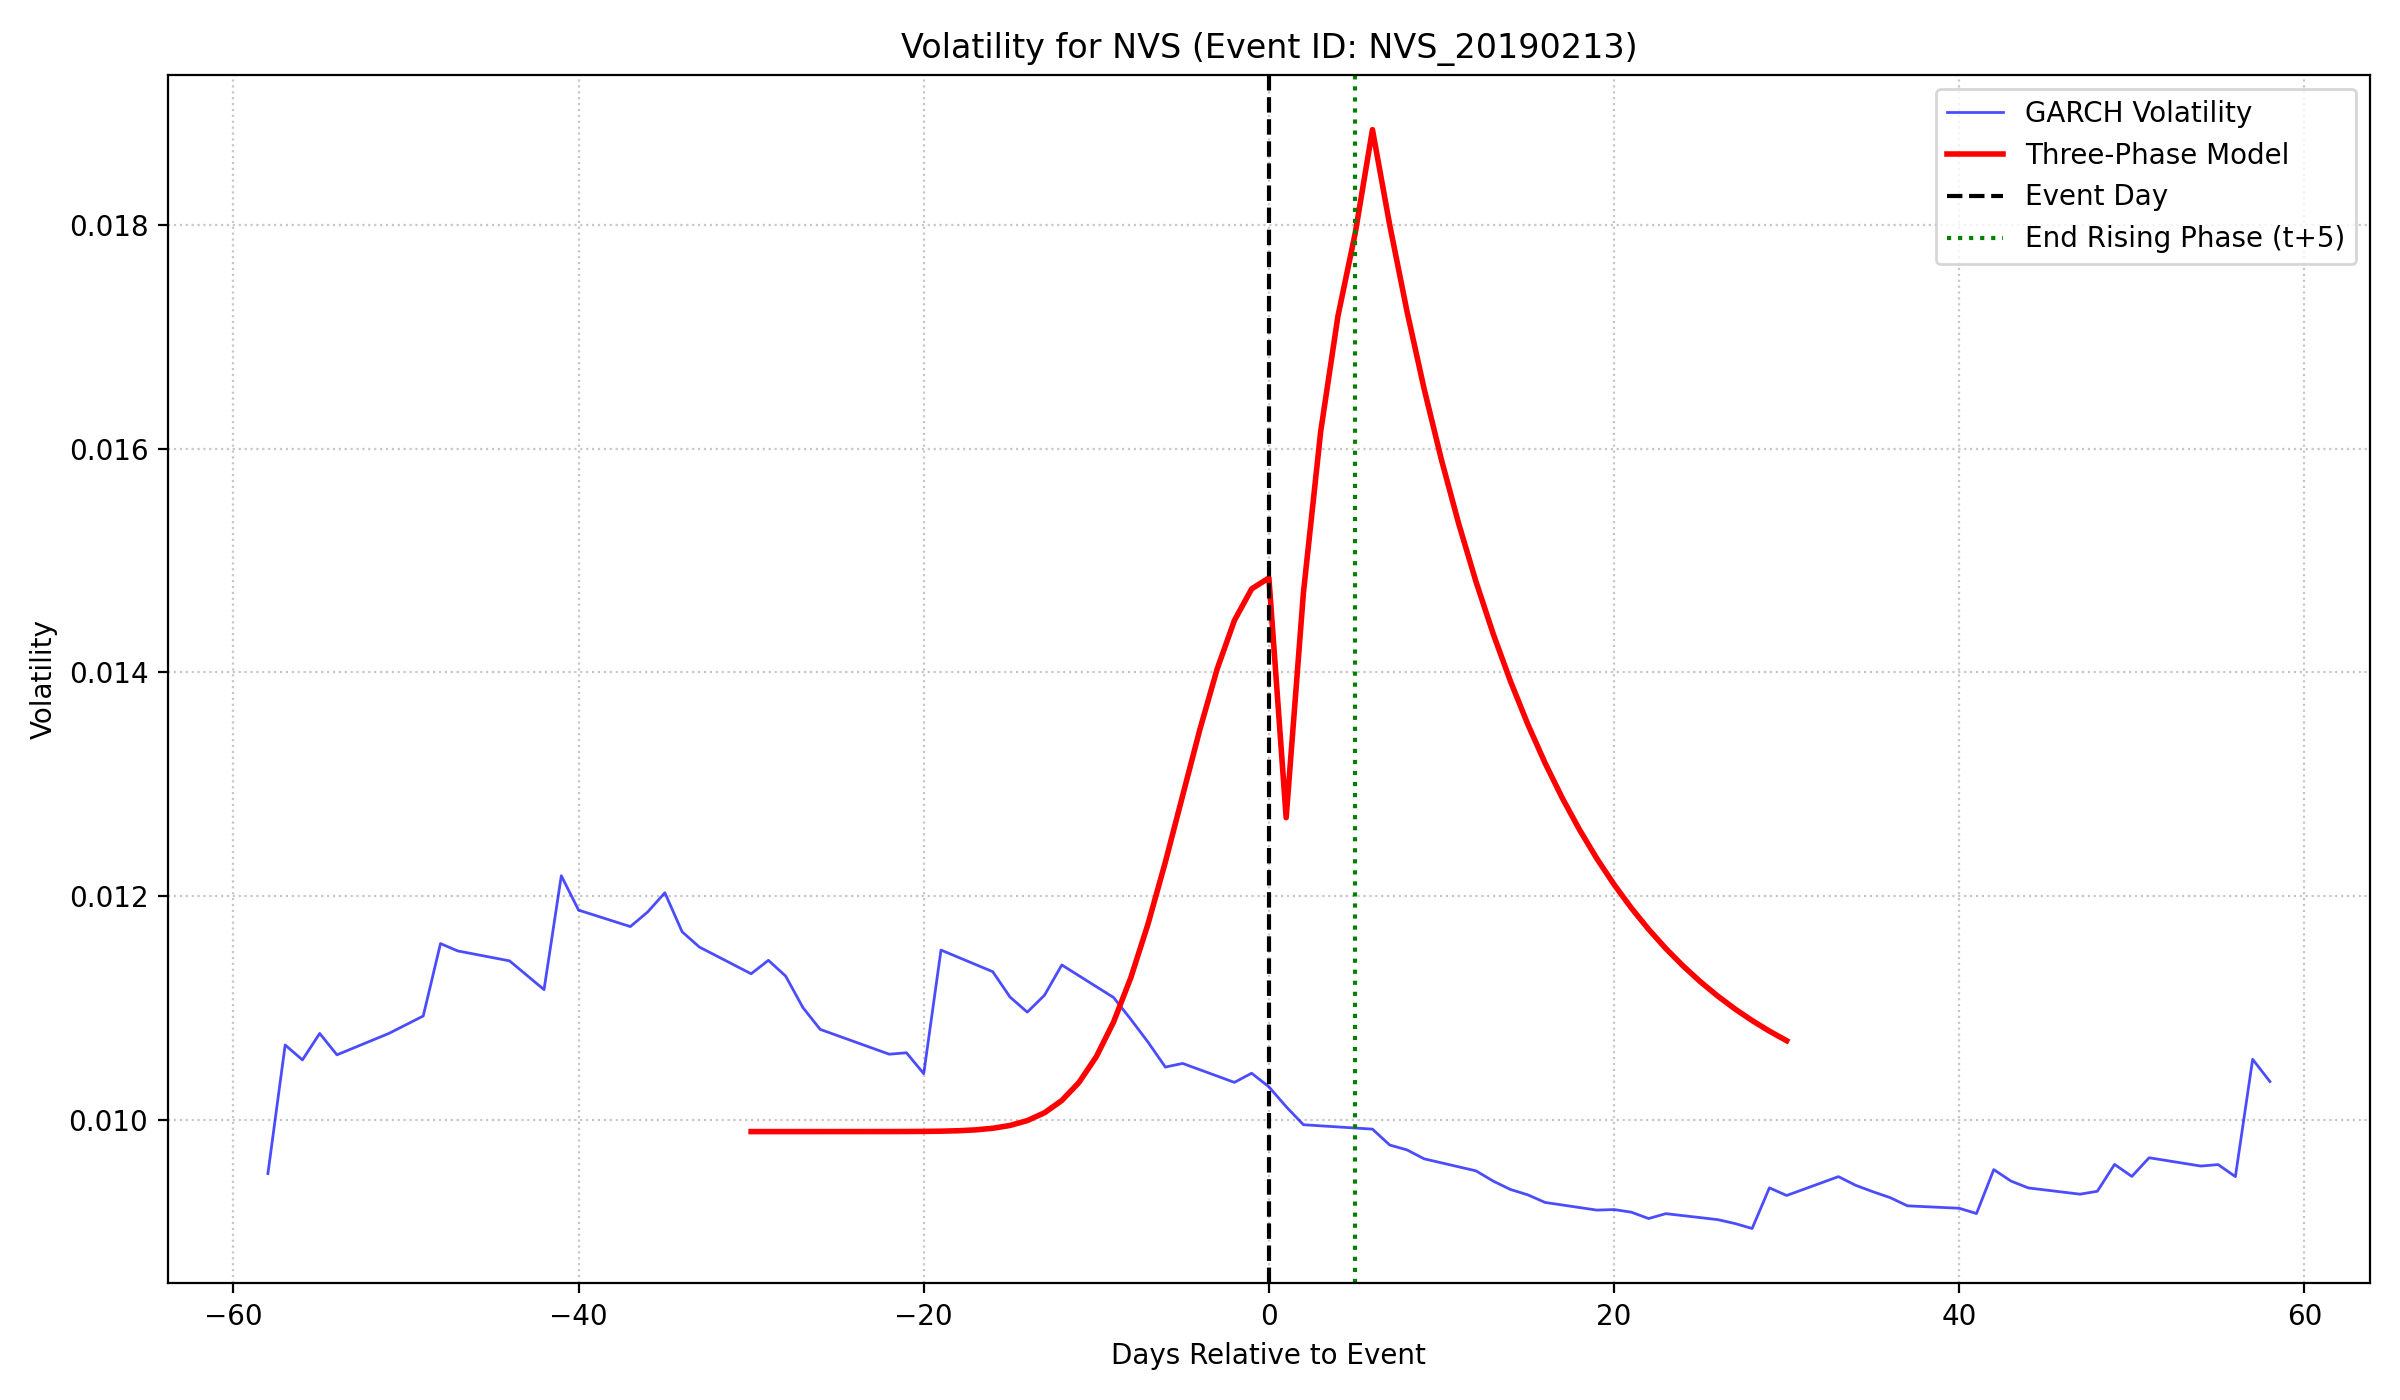 Volatility for NVS (Event ID: NVS_20190213)
GARCH Volatility
Three-Phase Model
Event Day
End Rising Phase (t+5)
Volatility
0.018
0.016
0.014
0.012
0.010
−60 −40 −20 0 20 40 60
Days Relative to Event